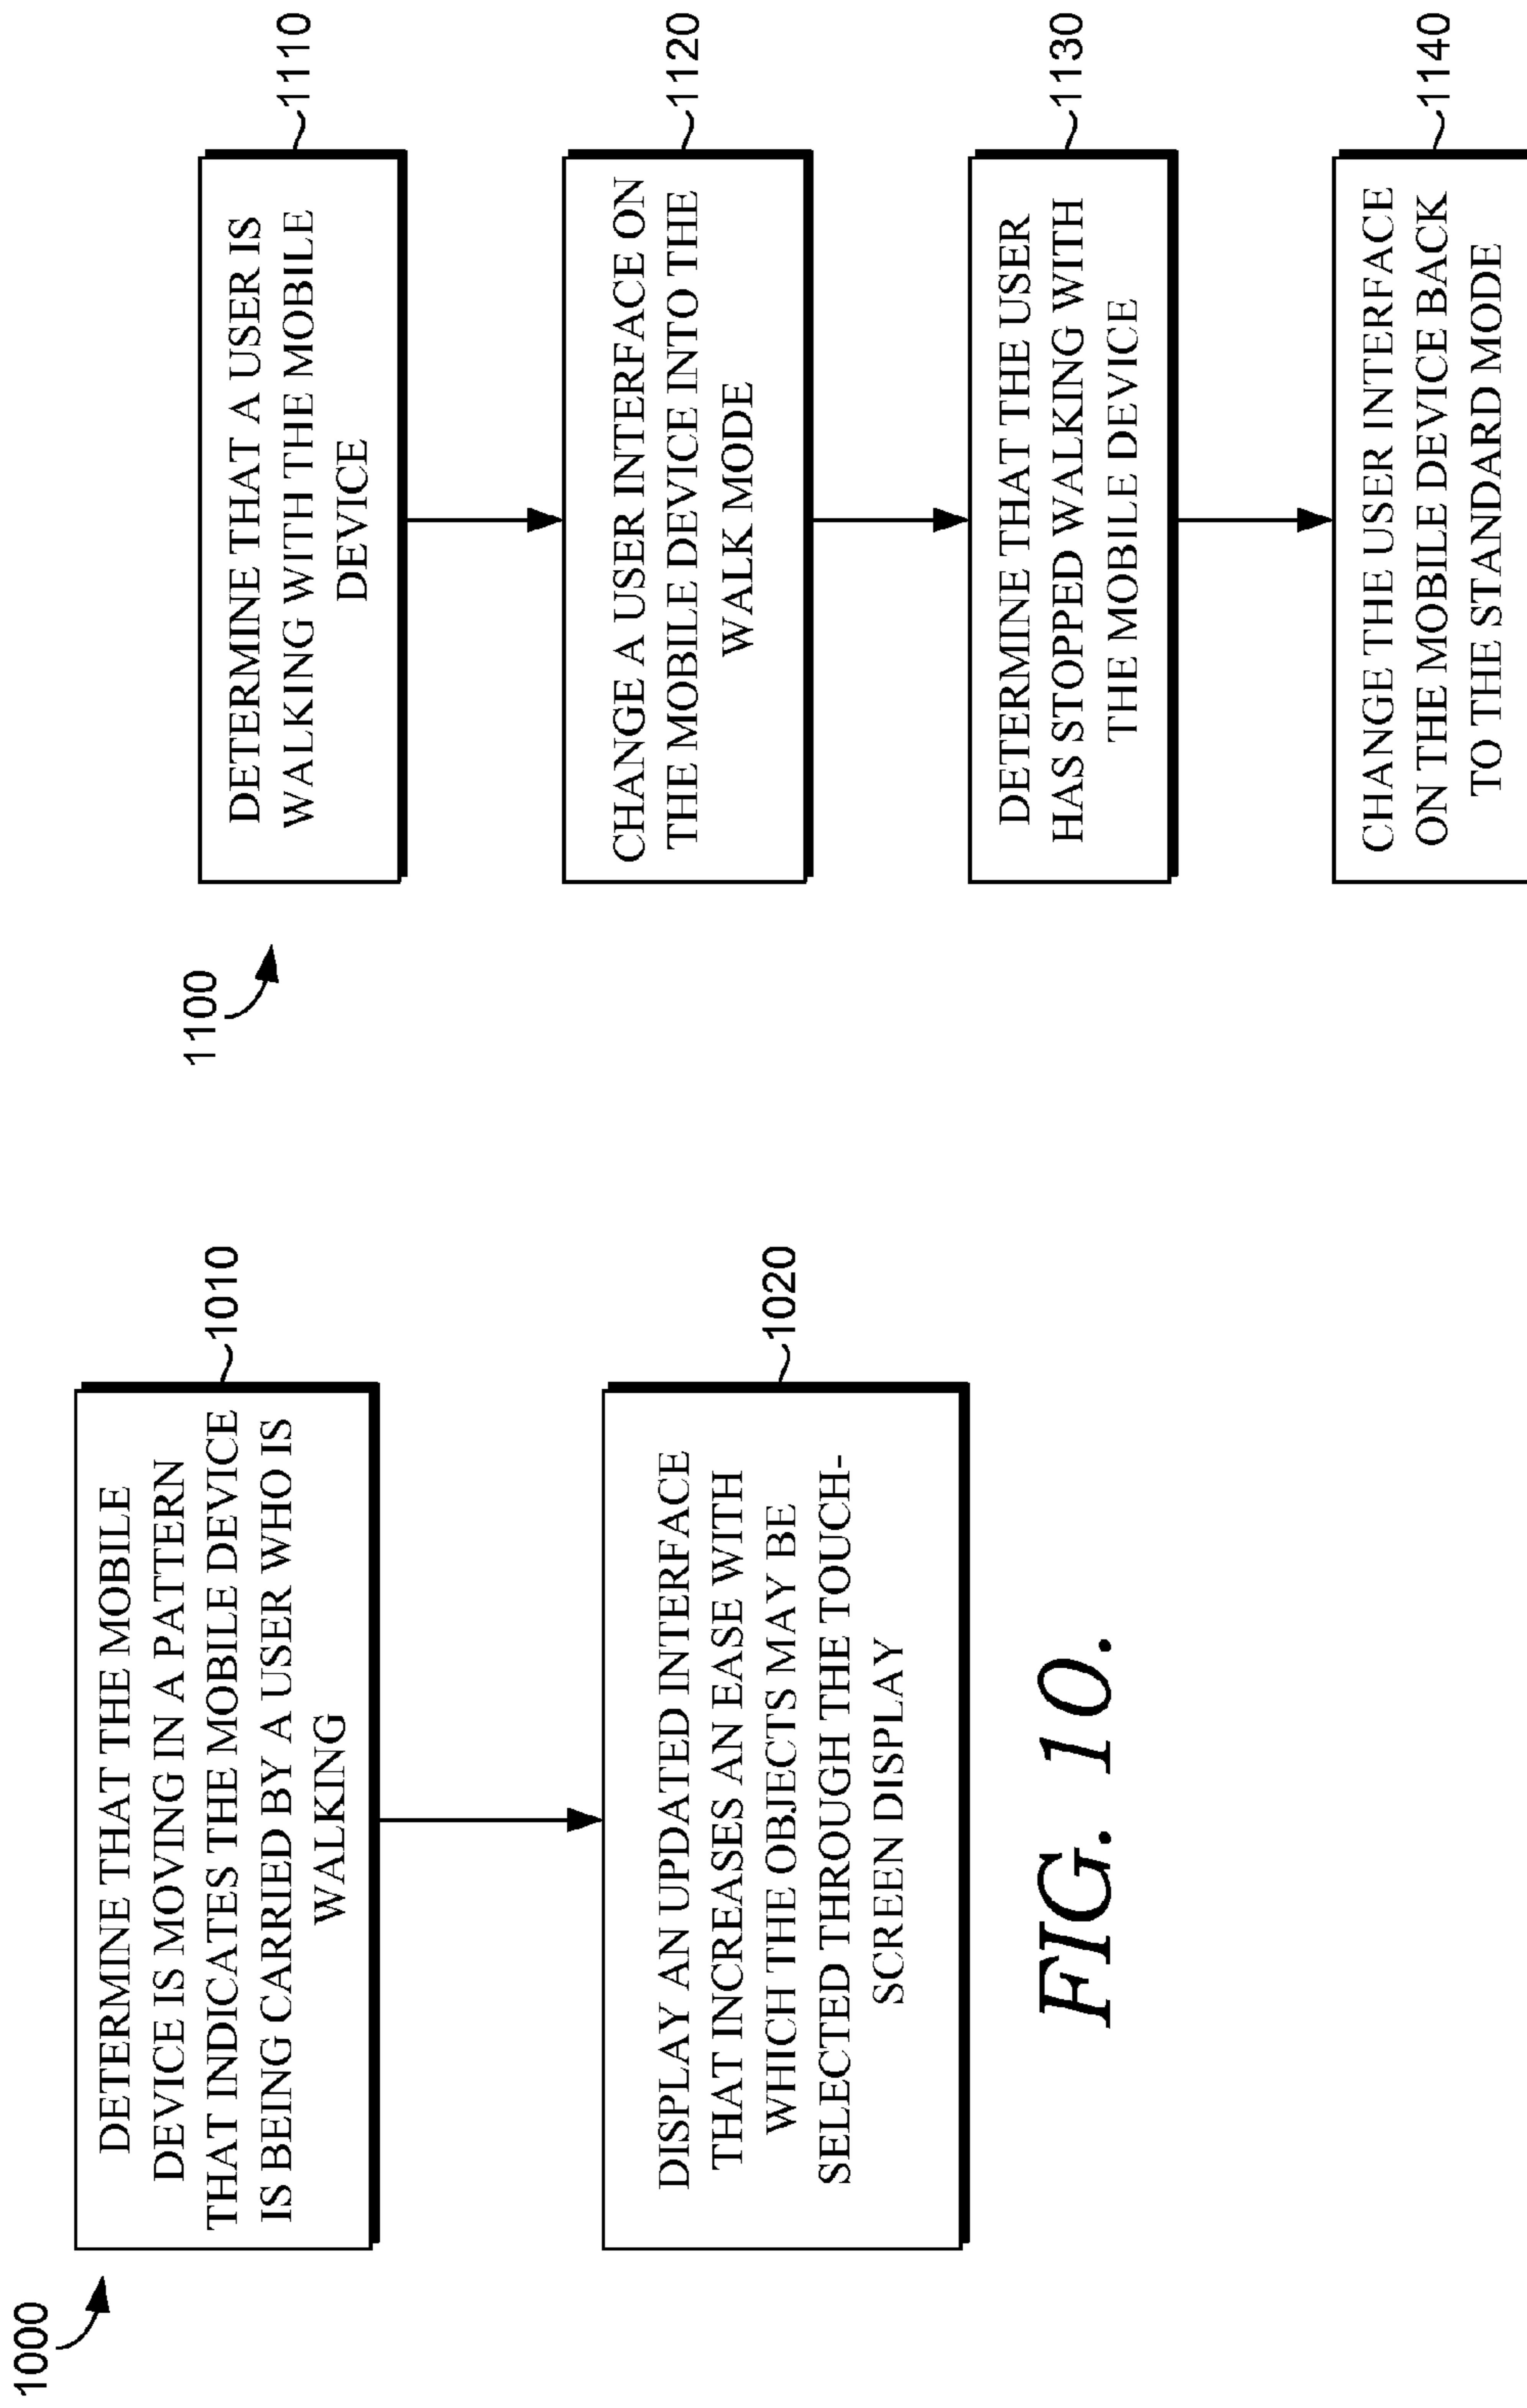 1000
DETERMINE THAT THE MOBILE
DEVICE IS MOVING IN A PATTERN
THAT INDICATES THE MOBILE DEVICE
IS BEING CARRIED BY A USER WHO IS
WALKING
1010
DISPLAY AN UPDATED INTERFACE
THAT INCREASES AN EASE WITH
WHICH THE OBJECTS MAY BE
SELECTED THROUGH THE TOUCH-
SCREEN DISPLAY
1020
FIG. 10.
1100
DETERMINE THAT A USER IS
WALKING WITH THE MOBILE
DEVICE
1110
CHANGE A USER INTERFACE ON
THE MOBILE DEVICE INTO THE
WALK MODE
1120
DETERMINE THAT THE USER
HAS STOPPED WALKING WITH
THE MOBILE DEVICE
1130
CHANGE THE USER INTERFACE
ON THE MOBILE DEVICE BACK
TO THE STANDARD MODE
1140